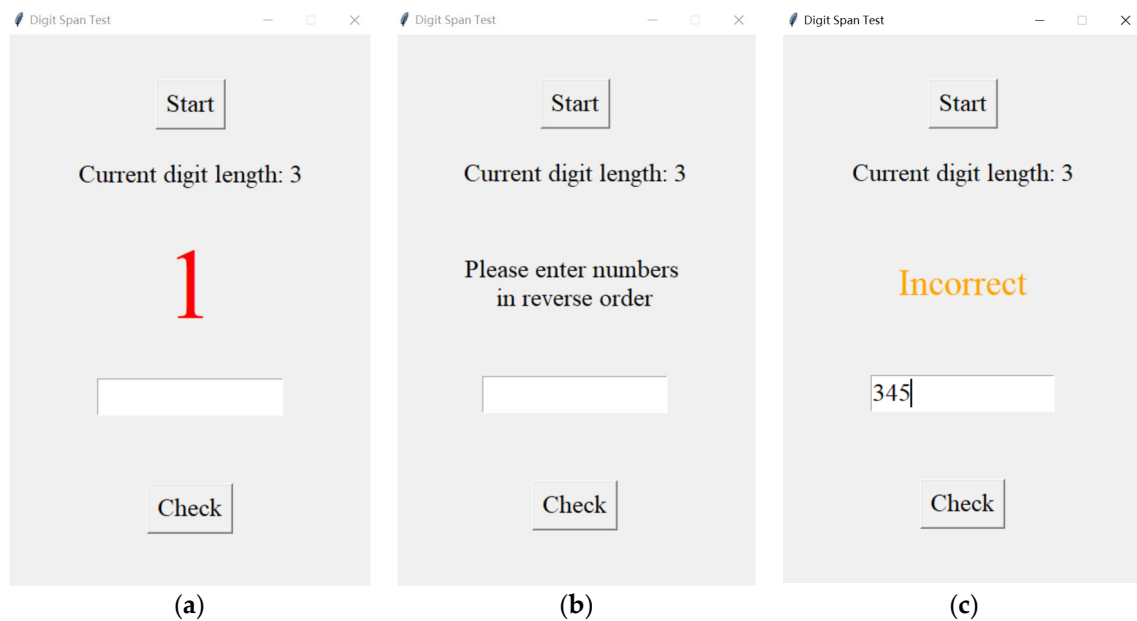 Digit Span Test
Start
Current digit length: 3
1
Check
(a)
Digit Span Test
Start
Current digit length: 3
Please enter numbers
in reverse order
Check
(b)
Digit Span Test
Start
Current digit length: 3
Incorrect
345
Check
(c)